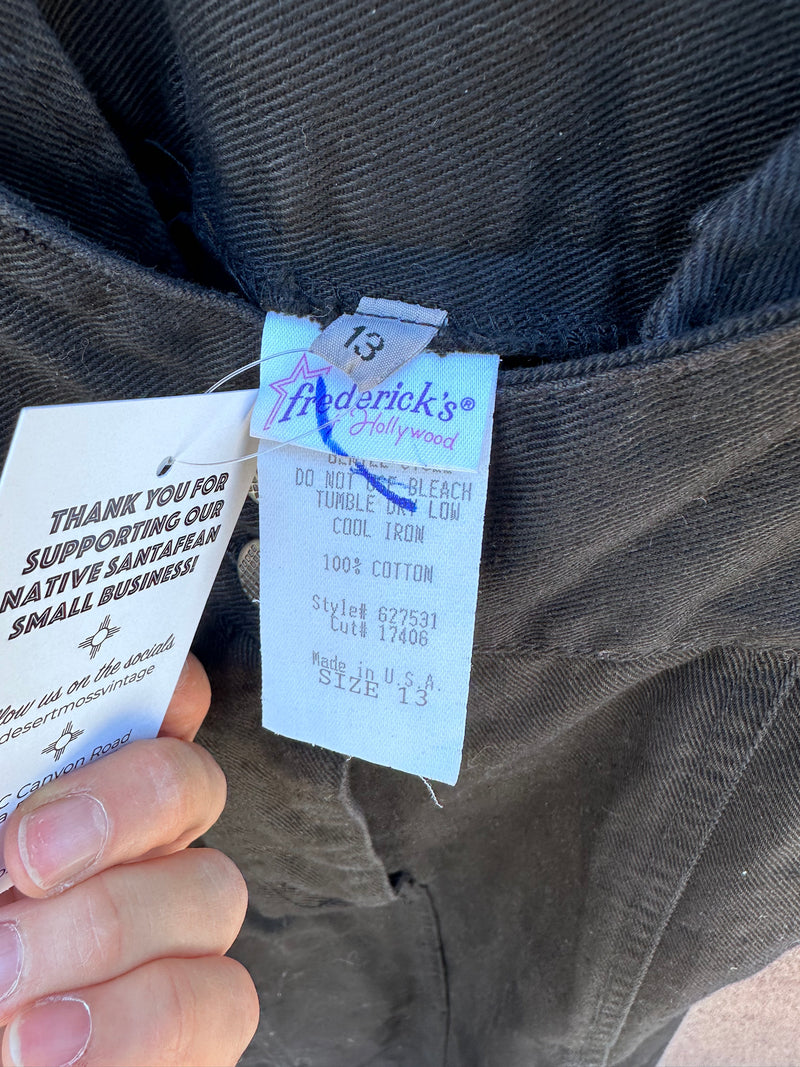 13
frederick's®
Hollywood
DO NOT USE BLEACH
TUMBLE DRY LOW
COOL IRON
100% COTTON
Style# 627531
Cut# 17406
Made in U.S.A.
SIZE 13
THANK YOU FOR
SUPPORTING OUR
NATIVE SANTAFEAN
SMALL BUSINESS!
us on the socials
desertmossvintage
C Canyon Road